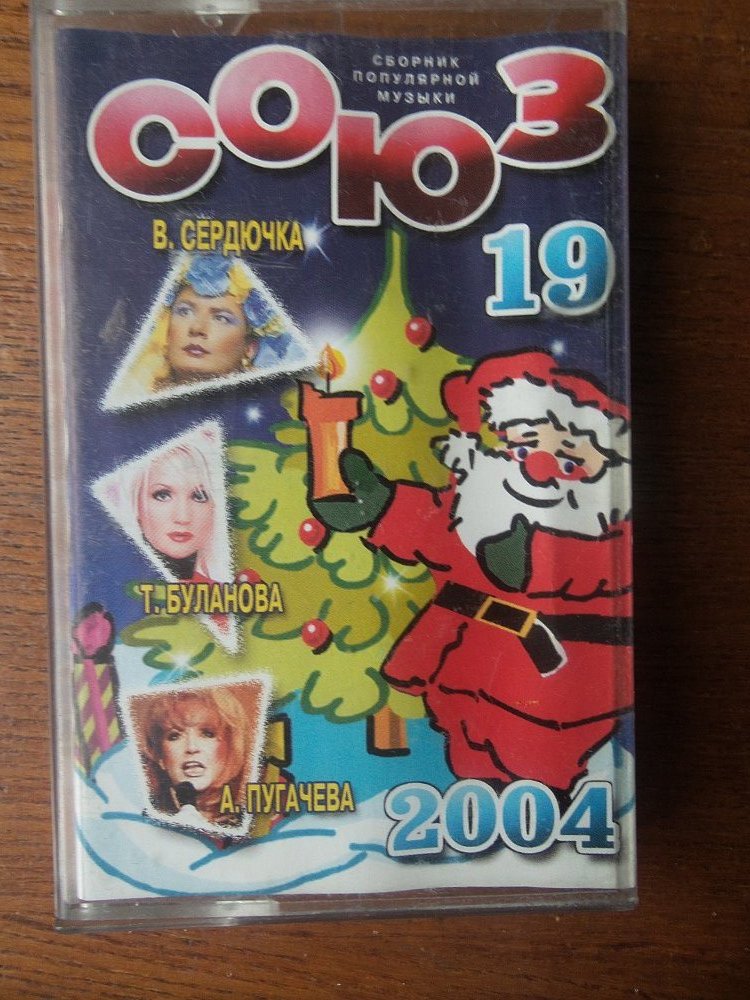 СБОРНИК
ПОПУЛЯРНОЙ
МУЗЫКИ
СОЮЗ
19
В. СЕРДЮЧКА
Т. БУЛАНОВА
А. ПУГАЧЕВА
2004